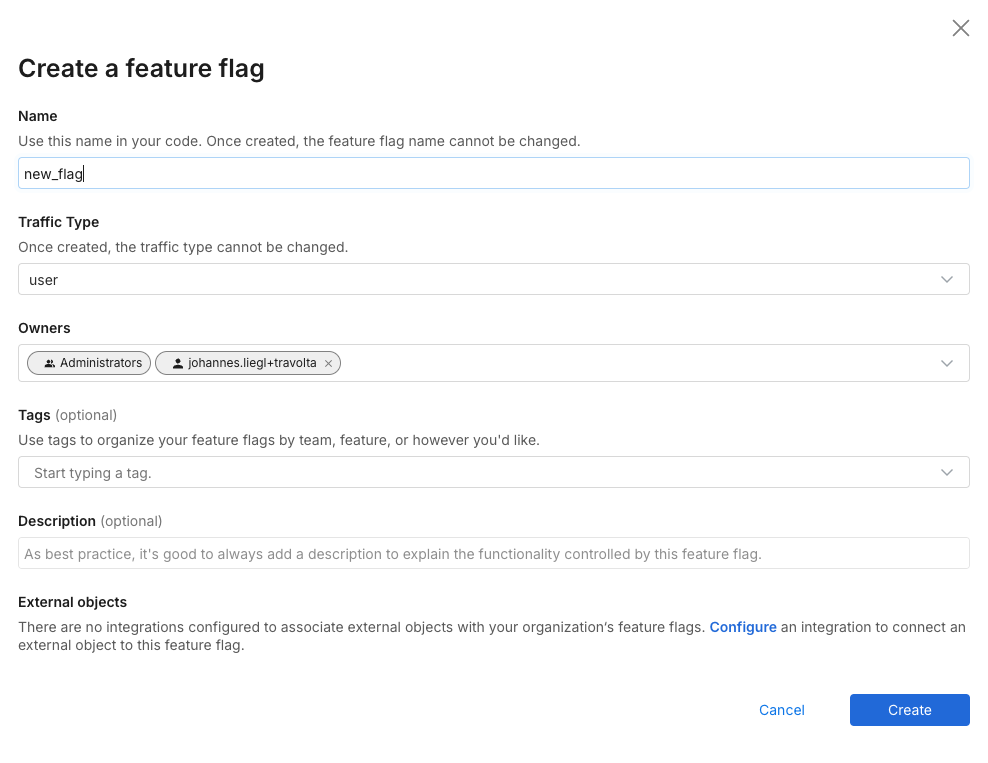 Create a feature flag
Name
Use this name in your code. Once created, the feature flag name cannot be changed.
new_flag
Traffic Type
Once created, the traffic type cannot be changed.
user
Owners
Administrators johannes.liegl+travolta
Tags (optional)
Use tags to organize your feature flags by team, feature, or however you'd like.
Start typing a tag.
Description (optional)
As best practice, it's good to always add a description to explain the functionality controlled by this feature flag.
External objects
There are no integrations configured to associate external objects with your organization's feature flags. Configure an integration to connect an
external object to this feature flag.
Cancel Create